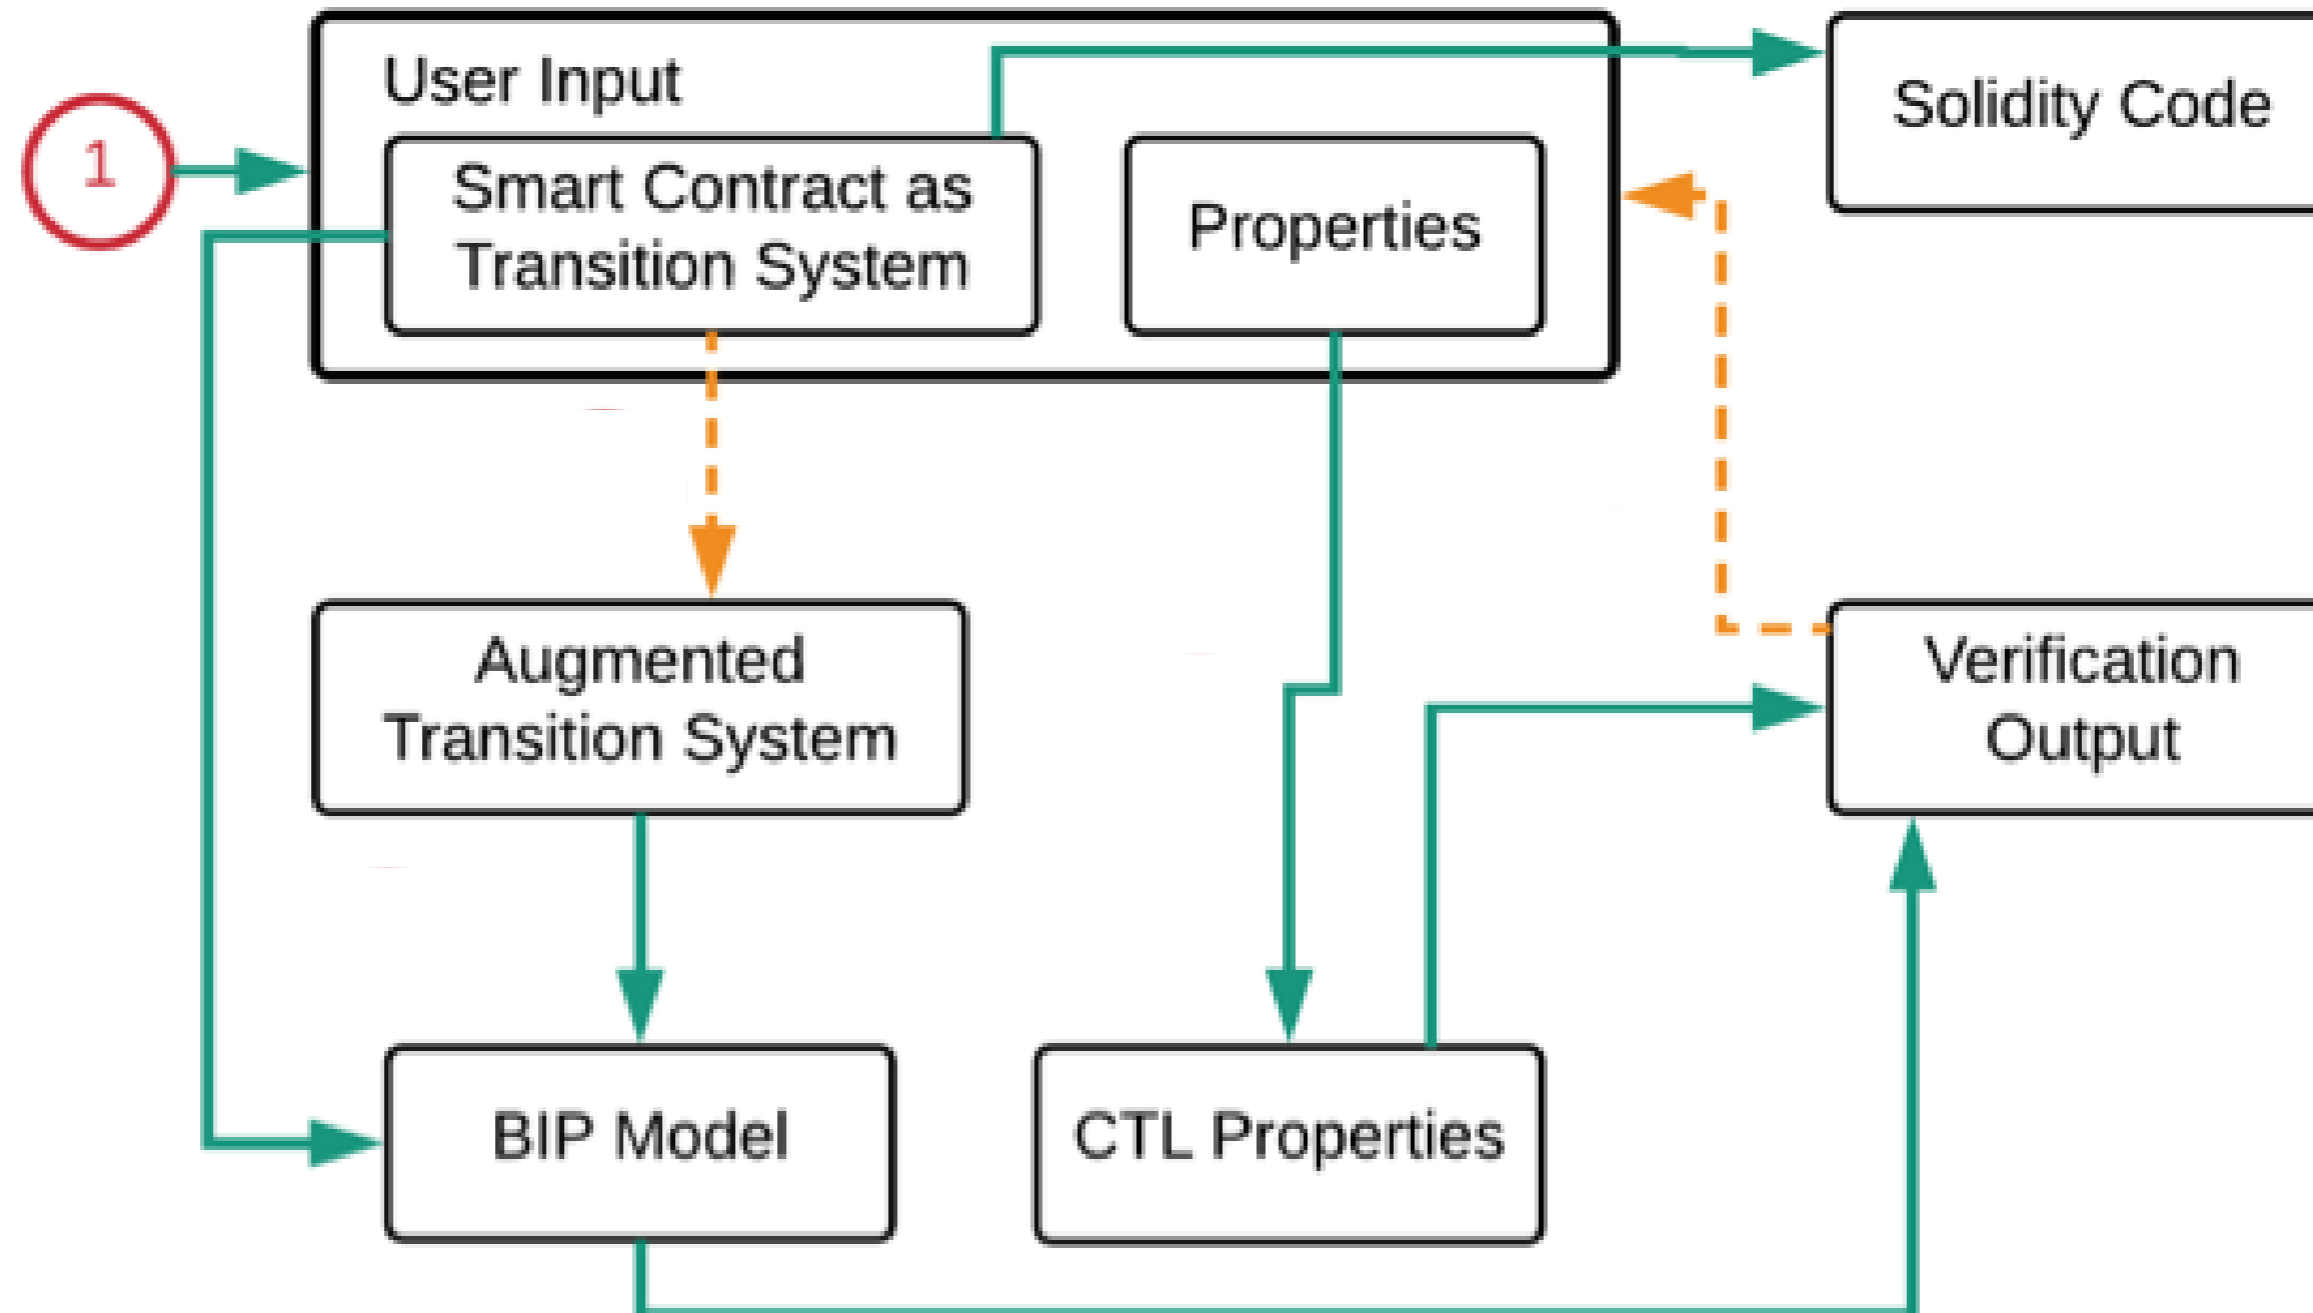 User Input
Solidity Code
1
Smart Contract as
Transition System
Properties
Augmented
Transition System
Verification
Output
BIP Model
CTL Properties